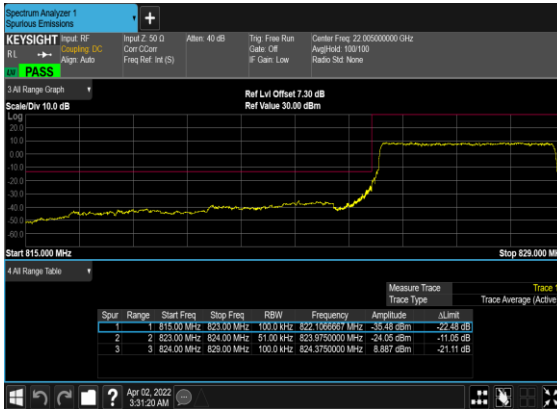 Spectrum Analyzer 1
Spurious Emissions
KEYSIGHT
RL
Input: RF
Coupling: DC
Align: Auto
Input Z: 50 Ω
Corr CCorr
Freq Ref: Int (S)
Atten: 40 dB
Trig: Free Run
Gate: Off
IF Gain: Low
Center Freq: 22.005000000 GHz
Avg|Hold: 100/100
Radio Std: None
PASS
3 All Range Graph
Scale/Div 10.0 dB
Ref Lvl Offset 7.30 dB
Ref Value 30.00 dBm
Log
20.0
10.0
0.00
-10.0
-20.0
-30.0
-40.0
-50.0
-60.0
Start 815.000 MHz
Stop 829.000 MH
4 All Range Table
Measure Trace Trace 1
Trace Type Trace Average (Active
Spur Range Start Freq Stop Freq RBW Frequency Amplitude ΔLimit
1 1 815.00 MHz 823.00 MHz 100.0 kHz 822.1066667 MHz -35.48 dBm -22.48 dB
2 2 823.00 MHz 824.00 MHz 51.00 kHz 823.9750000 MHz -24.05 dBm -11.05 dB
3 3 824.00 MHz 829.00 MHz 100.0 kHz 824.3750000 MHz 8.887 dBm -21.11 dB
Apr 02, 2022
3:31:20 AM